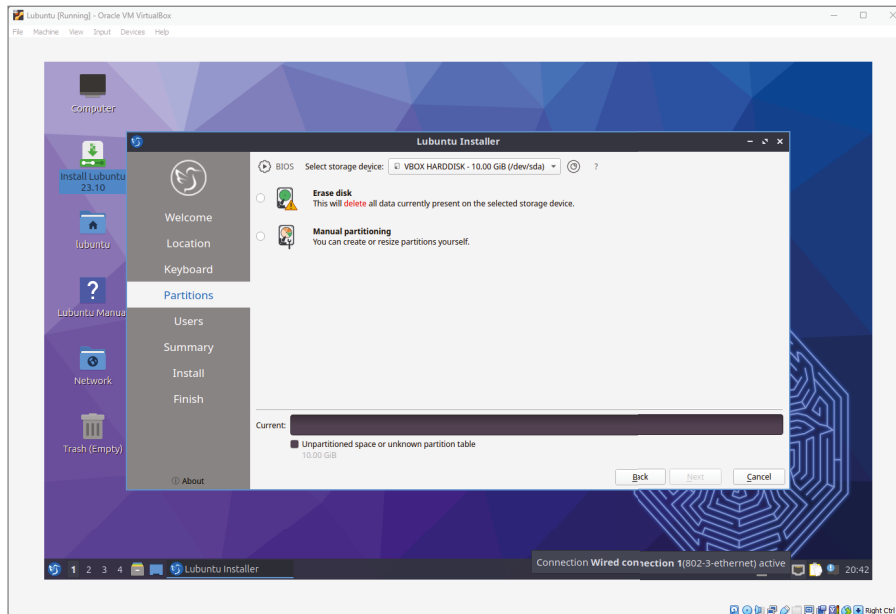 Lubuntu [Running] - Oracle VM VirtualBox
File Machine View Input Devices Help
Computer
Install Lubuntu
23.10
lubuntu
Lubuntu Manua
Network
Trash (Empty)
Lubuntu Installer
Welcome
Location
Keyboard
Partitions
Users
Summary
Install
Finish
About
BIOS Select storage device: VBOX HARDDISK - 10.00 GiB (/dev/sda) ?
Erase disk
This will delete all data currently present on the selected storage device.
Manual partitioning
You can create or resize partitions yourself.
Current:
Unpartitioned space or unknown partition table
10.00 GiB
Back Next Cancel
Connection Wired connection 1(802-3-ethernet) active
1 2 3 4 Lubuntu Installer 20:42
Right Ctrl